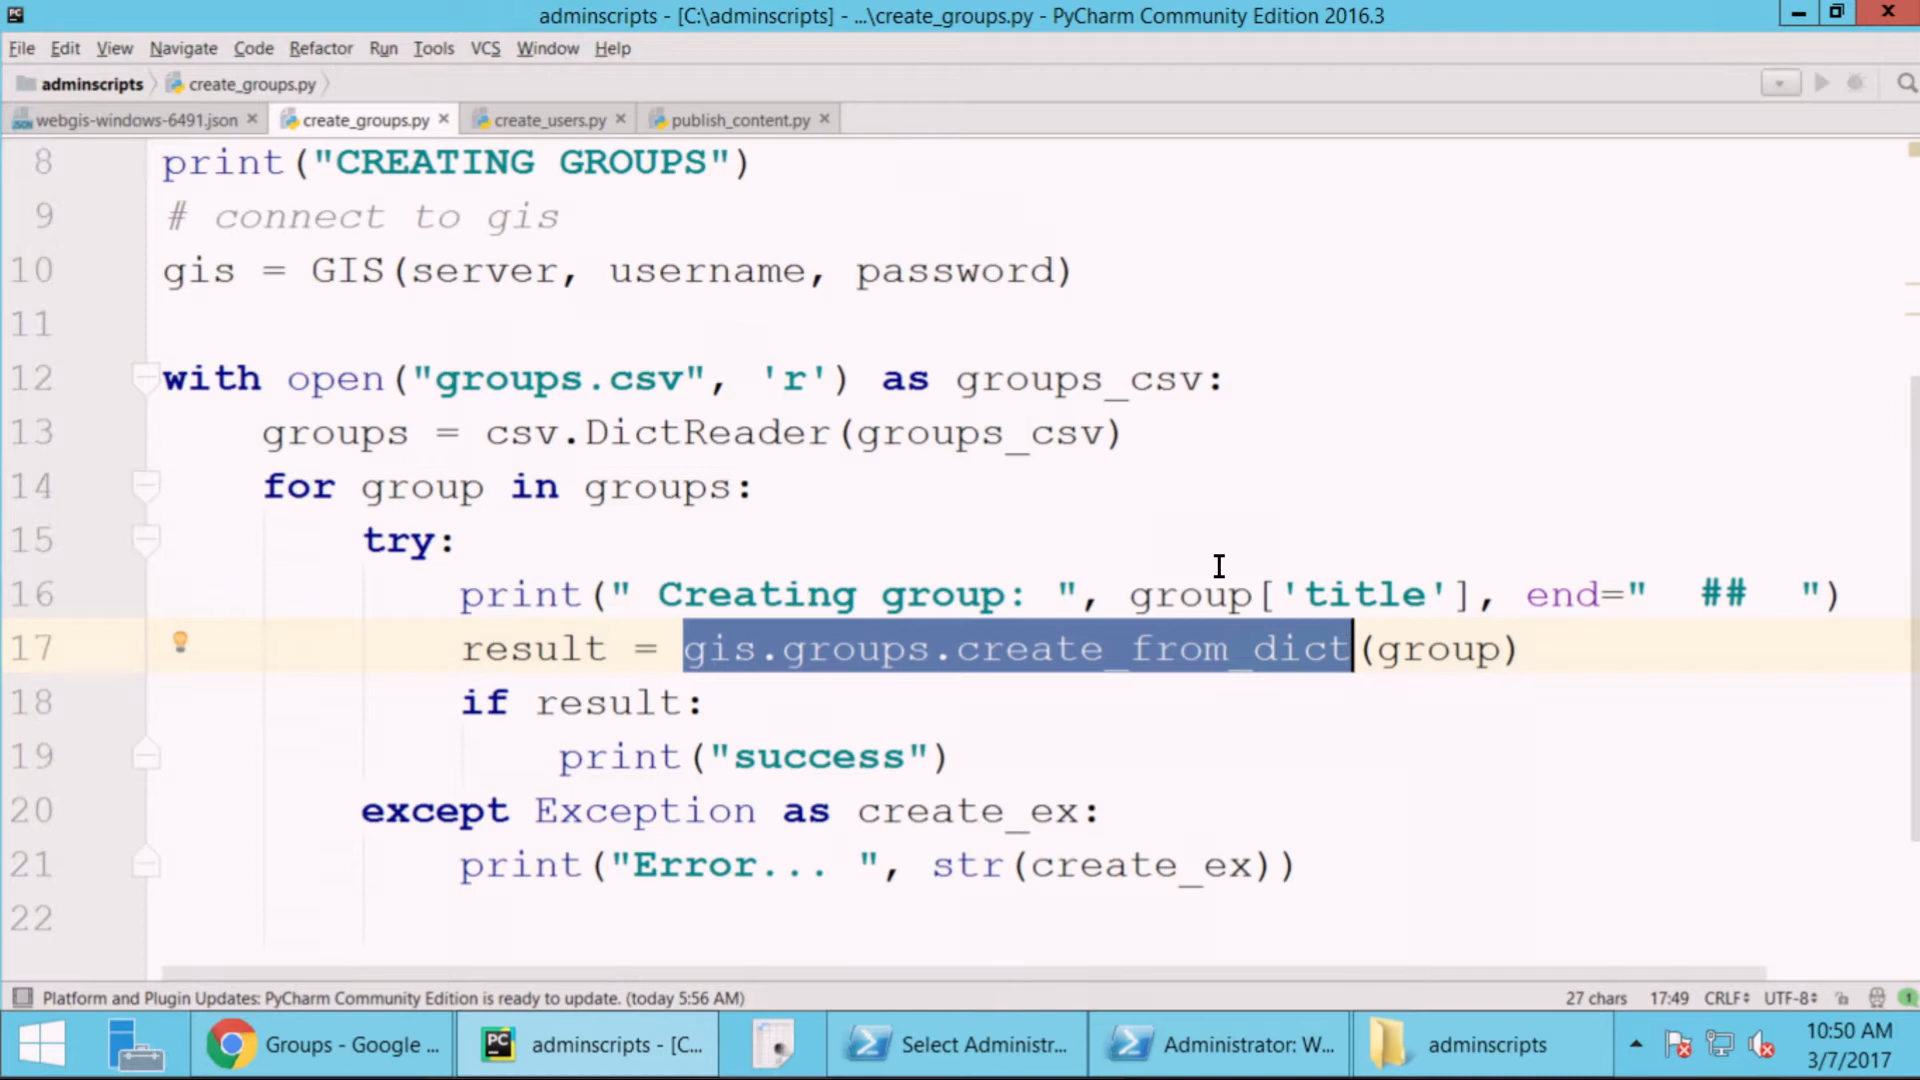 adminscripts - [C:\adminscripts] - ...\create_groups.py - PyCharm Community Edition 2016.3
File Edit View Navigate Code Refactor Run Tools VCS Window Help
adminscripts create_groups.py
webgis-windows-6491.json create_groups.py create_users.py publish_content.py
8 print("CREATING GROUPS")
9 # connect to gis
10 gis = GIS(server, username, password)
11
12 with open("groups.csv", 'r') as groups_csv:
13 groups = csv.DictReader(groups_csv)
14 for group in groups:
15 try:
16 print(" Creating group: ", group['title'], end="  ##  ")
17 result = gis.groups.create_from_dict(group)
18 if result:
19 print("success")
20 except Exception as create_ex:
21 print("Error... ", str(create_ex))
22
Platform and Plugin Updates: PyCharm Community Edition is ready to update. (today 5:56 AM) 27 chars 17:49 CRLF UTF-8 1
Groups - Google ... adminscripts - [C... Select Administr... Administrator: W... adminscripts 10:50 AM
3/7/2017